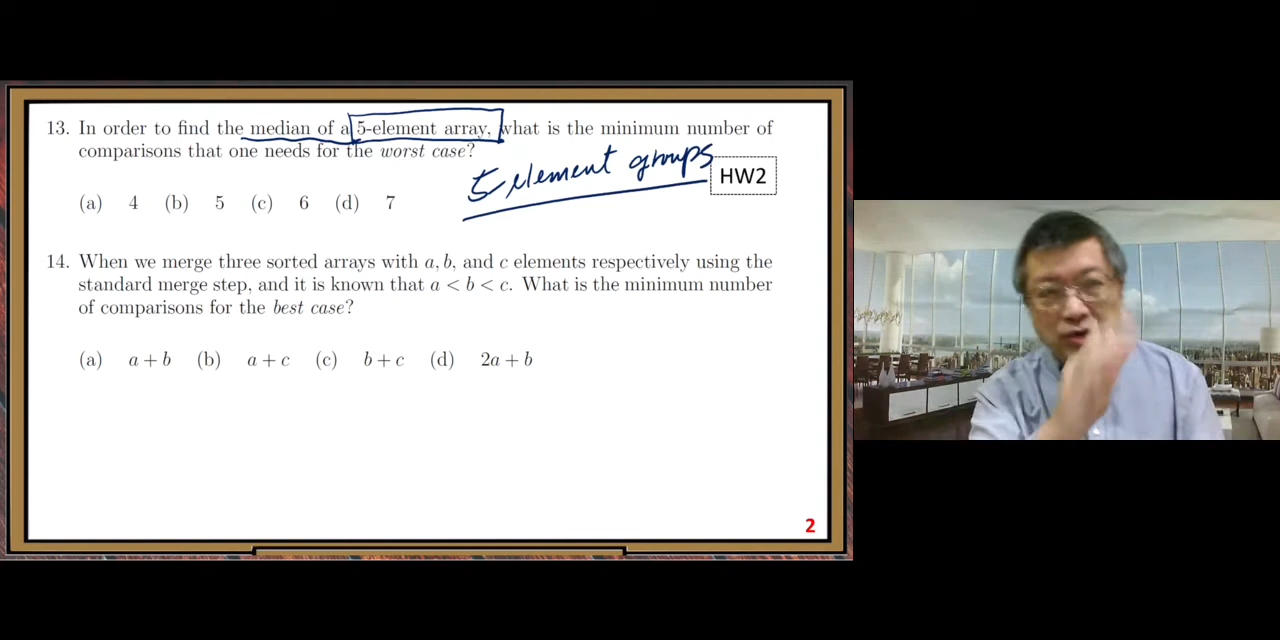 13. In order to find the median of a 5-element array, what is the minimum number of
comparisons that one needs for the worst case?
5 element groups
HW2
(a) 4 (b) 5 (c) 6 (d) 7
14. When we merge three sorted arrays with a, b, and c elements respectively using the
standard merge step, and it is known that a < b < c. What is the minimum number
of comparisons for the best case?
(a) a + b (b) a + c (c) b + c (d) 2a + b
2